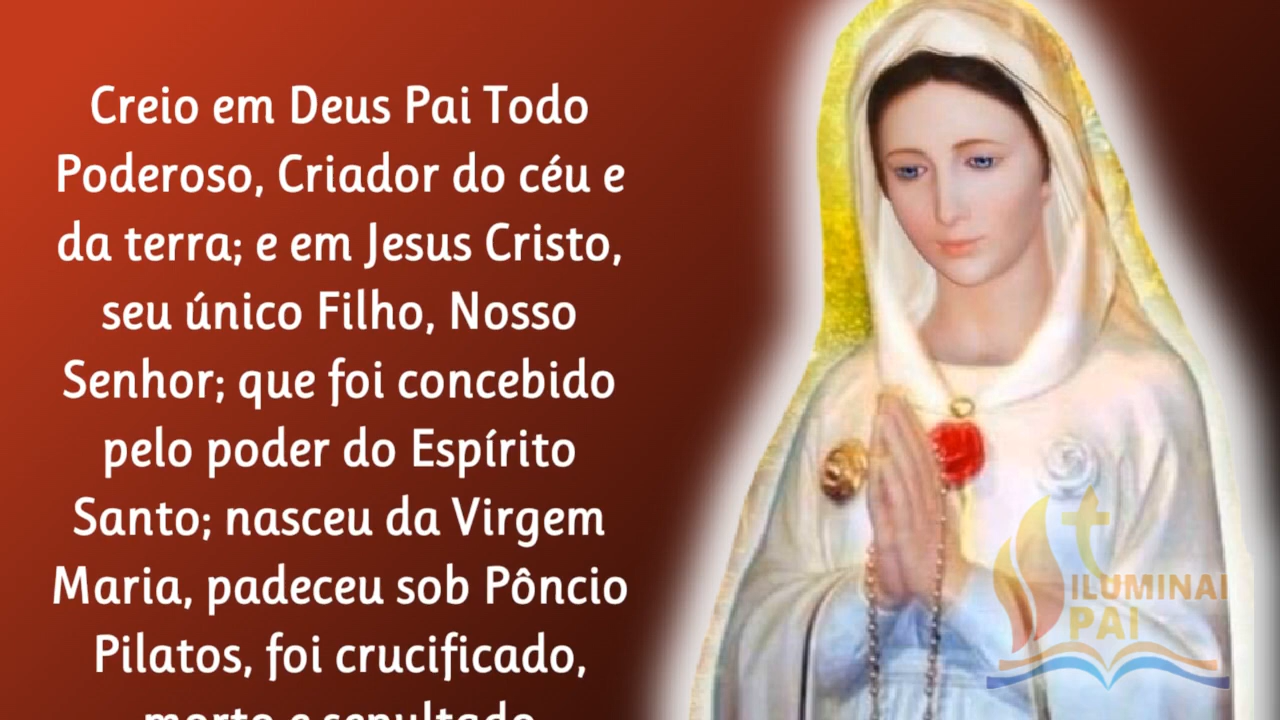 Creio em Deus Pai Todo
Poderoso, Criador do céu e
da terra; e em Jesus Cristo,
seu único Filho, Nosso
Senhor; que foi concebido
pelo poder do Espírito
Santo; nasceu da Virgem
Maria, padeceu sob Pôncio
Pilatos, foi crucificado,
morto e sepultado
ILUMINAI
PAI